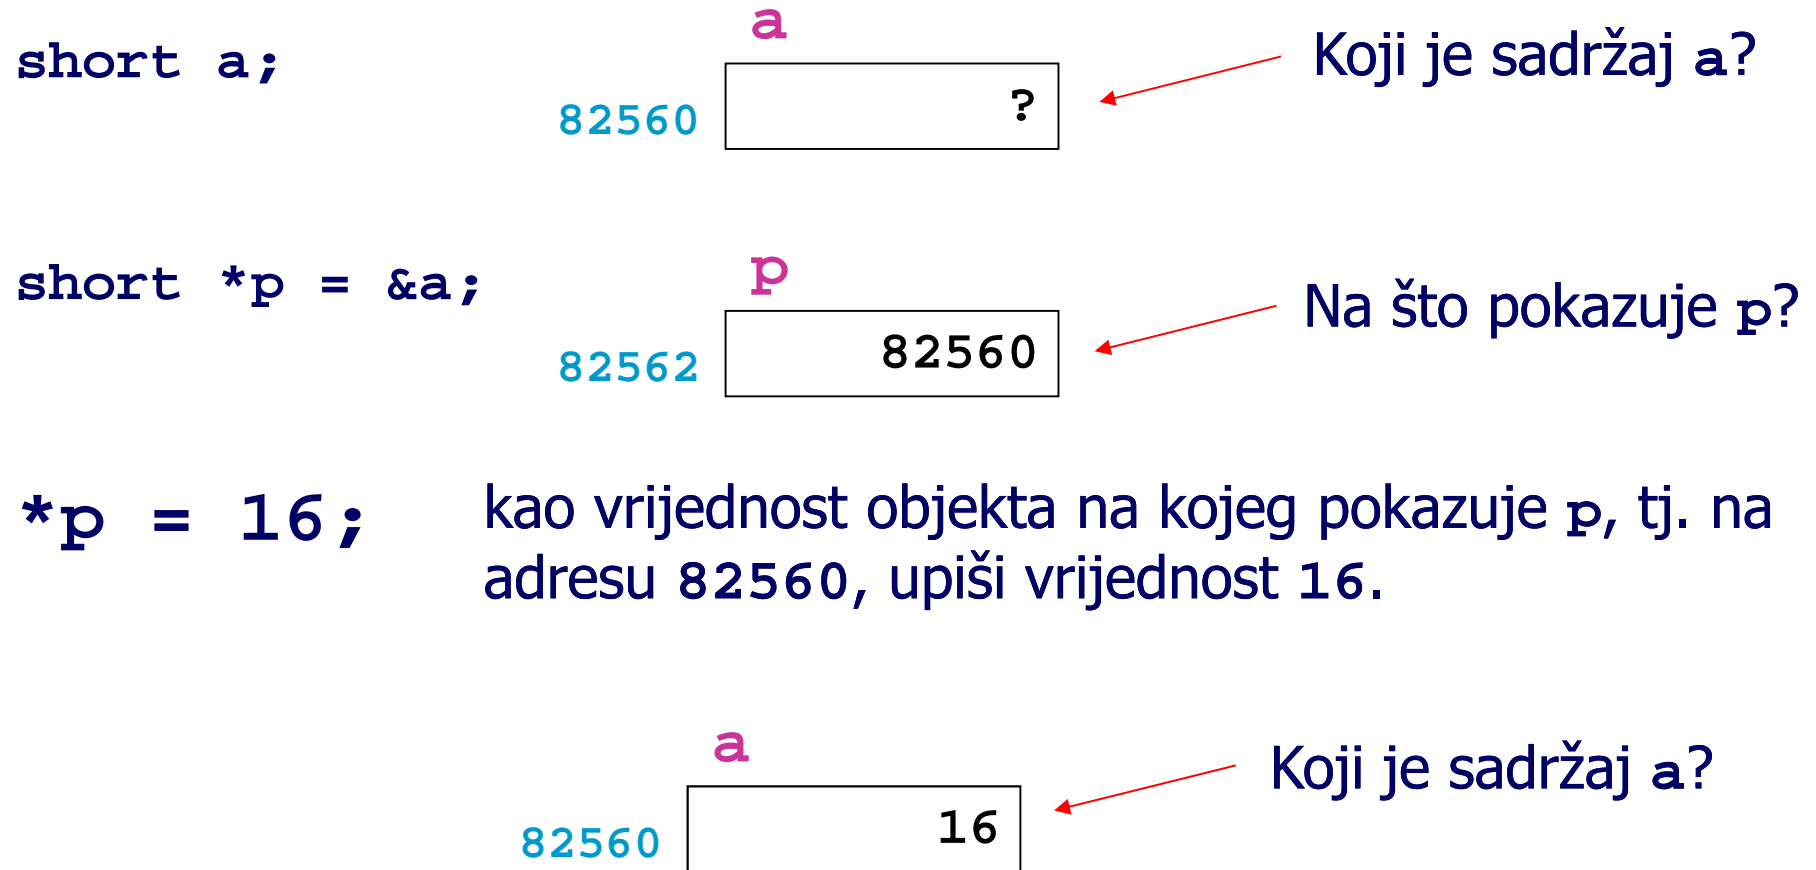 a
short a;
Koji je sadržaj a?
82560
?
short *p = &a;
p
Na što pokazuje p?
82562
82560
*p = 16;
kao vrijednost objekta na kojeg pokazuje p, tj. na
adresu 82560, upiši vrijednost 16.
a
Koji je sadržaj a?
82560
16